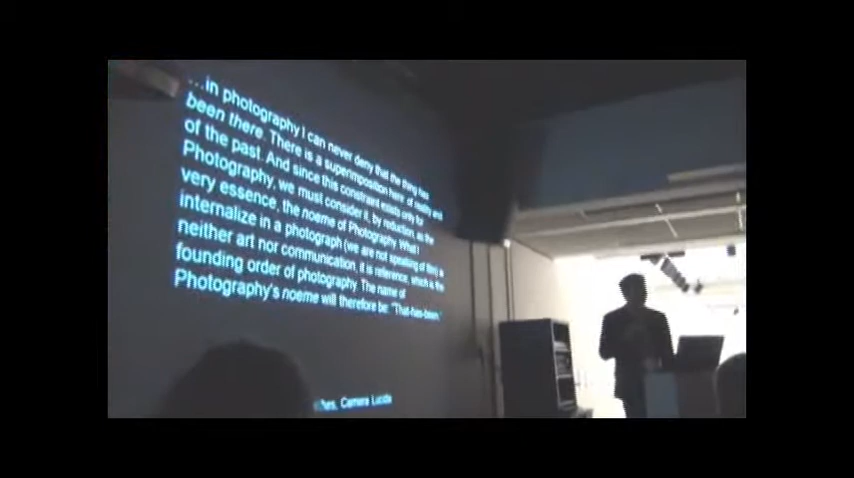 ...in photography I can never deny that the thing has
been there. There is a superimposition here: of reality and
of the past. And since this constraint exists only for
Photography, we must consider it, by reduction, as the
very essence, the noeme of Photography. What I
internalize in a photograph (we are not speaking of film) is
neither art nor communication, it is reference, which is the
founding order of photography. The name of
Photography's noeme will therefore be: "That-has-been."
Camera Lucida